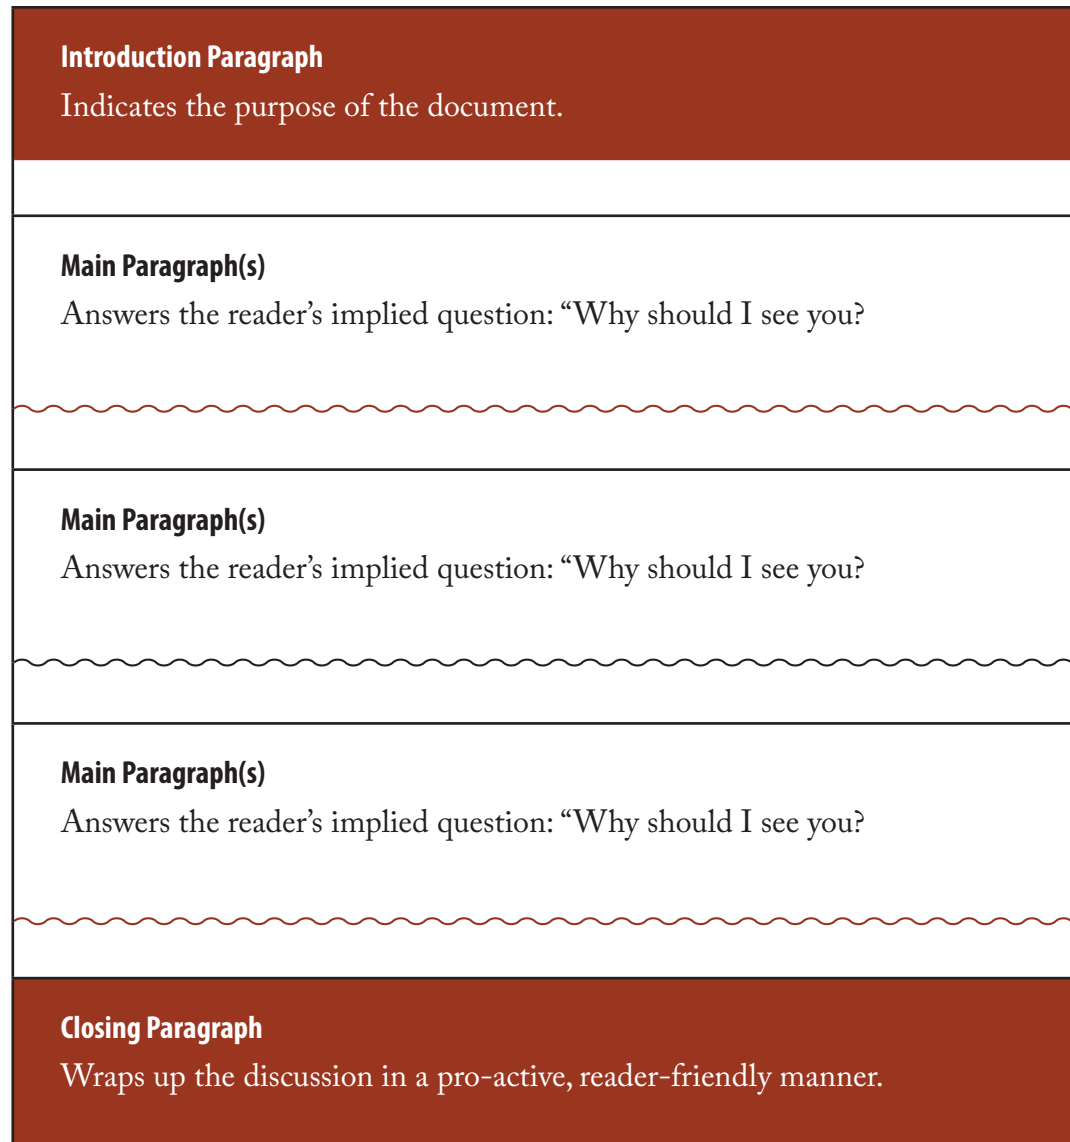 Introduction Paragraph
Indicates the purpose of the document.
Main Paragraph(s)
Answers the reader’s implied question: “Why should I see you?
Main Paragraph(s)
Answers the reader’s implied question: “Why should I see you?
Main Paragraph(s)
Answers the reader’s implied question: “Why should I see you?
Closing Paragraph
Wraps up the discussion in a pro-active, reader-friendly manner.